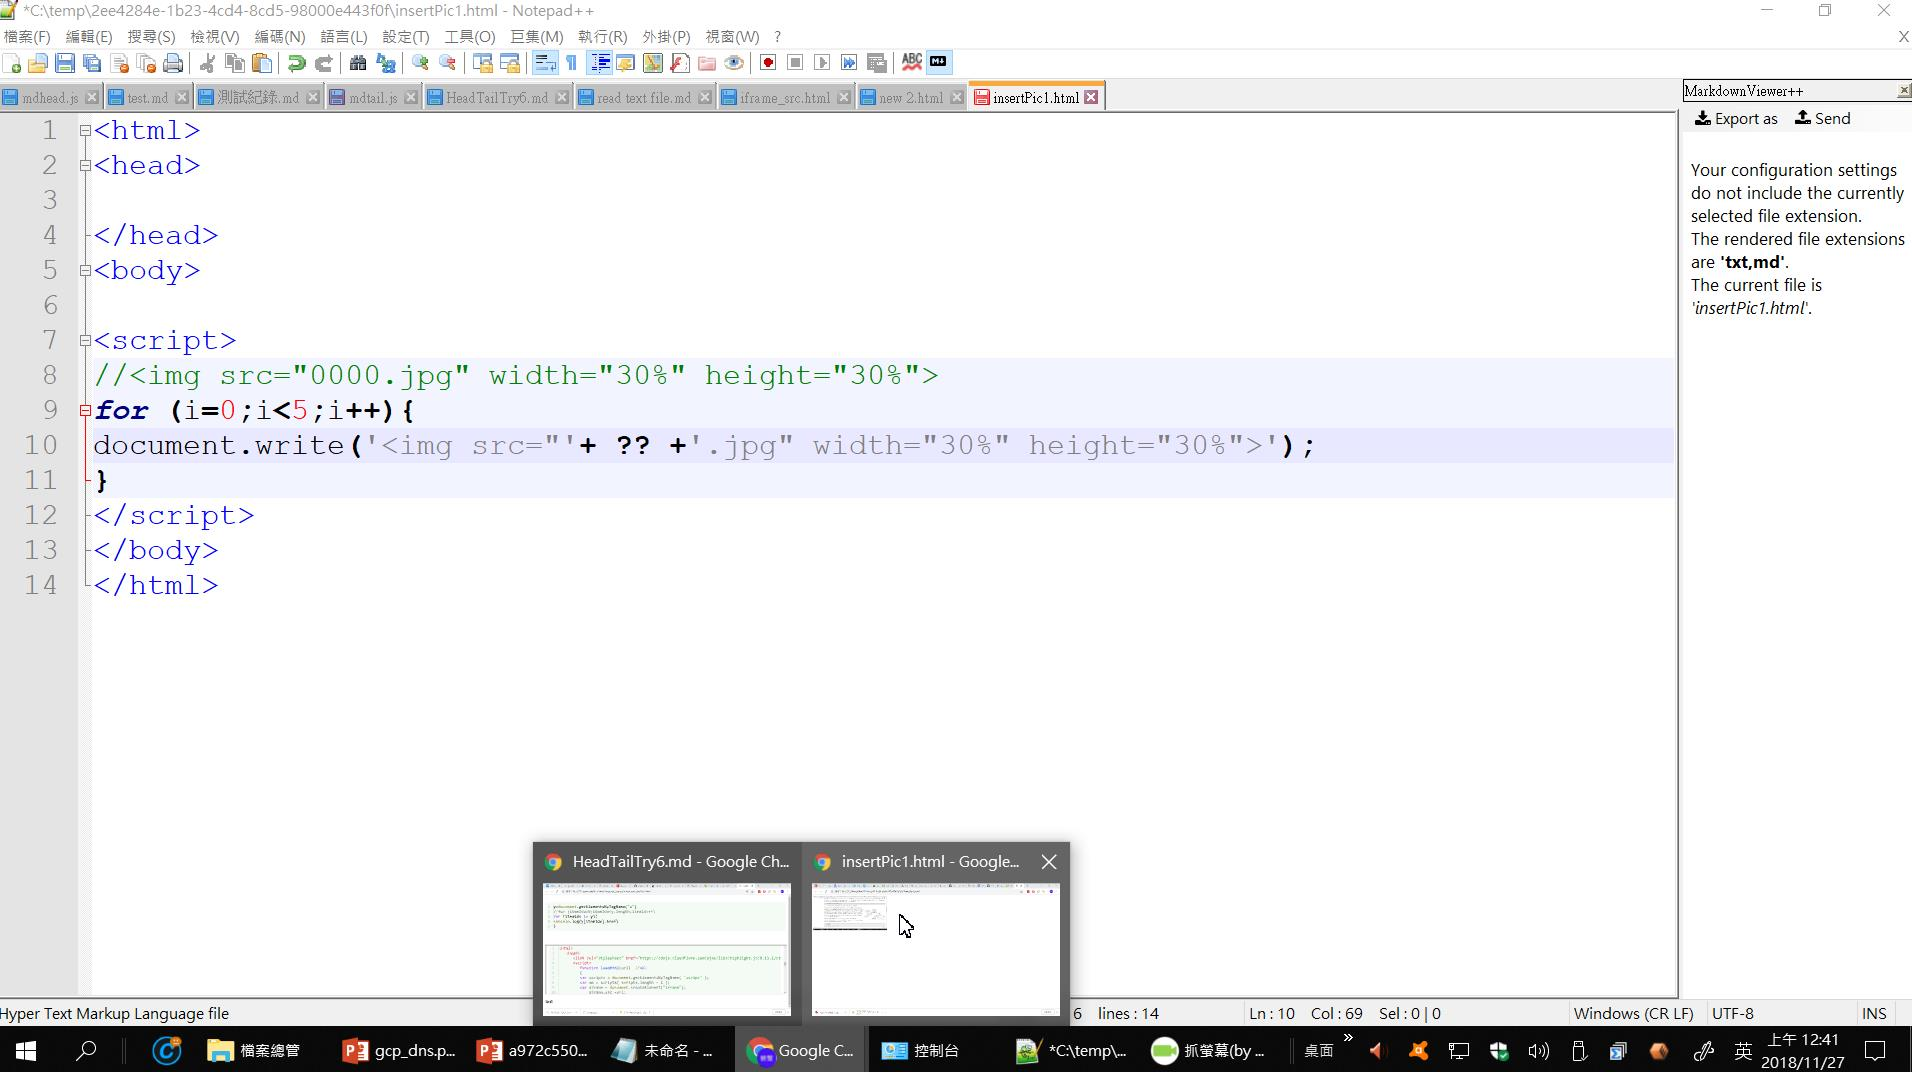 *C:\temp\2ee4284e-1b23-4cd4-8cd5-98000e443f0f\insertPic1.html - Notepad++
檔案(F) 編輯(E) 搜尋(S) 檢視(V) 編碼(N) 語言(L) 設定(T) 工具(O) 巨集(M) 執行(R) 外掛(P) 視窗(W) ? X
mdhead.js test.md 測試紀錄.md mdtail.js HeadTailTry6.md read text file.md iframe_src.html new 2.html insertPic1.html
MarkdownViewer++
Export as Send
Your configuration settings
do not include the currently
selected file extension.
The rendered file extensions
are 'txt,md'.
The current file is
'insertPic1.html'.
1 <html>
2 <head>
3
4 </head>
5 <body>
6
7 <script>
8 //<img src="0000.jpg" width="30%" height="30%">
9 for (i=0;i<5;i++){
10 document.write('<img src="'+ ?? +'.jpg" width="30%" height="30%">');
11 }
12 </script>
13 </body>
14 </html>
HeadTailTry6.md - Google Ch... insertPic1.html - Google...
Hyper Text Markup Language file 6 lines : 14 Ln : 10 Col : 69 Sel : 0 | 0 Windows (CR LF) UTF-8 INS
檔案總管 gcp_dns.p... a972c550... 未命名 - ... Google C... 控制台 *C:\temp\... 抓螢幕(by ... 桌面 » 英 上午 12:41
2018/11/27